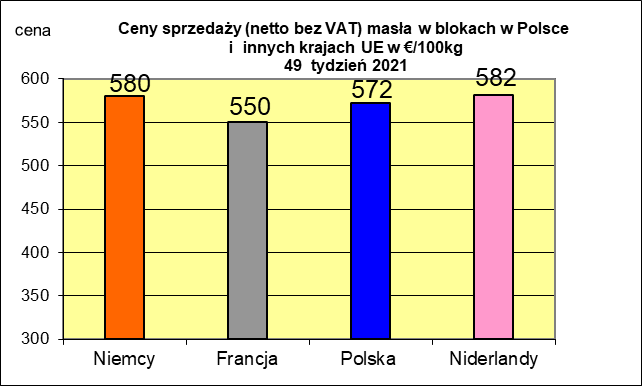 cena
Ceny sprzedaży (netto bez VAT) masła w blokach w Polsce
i  innych krajach UE w €/100kg
49  tydzień 2021
600
550
500
450
400
350
300
580
550
572
582
Niemcy
Francja
Polska
Niderlandy